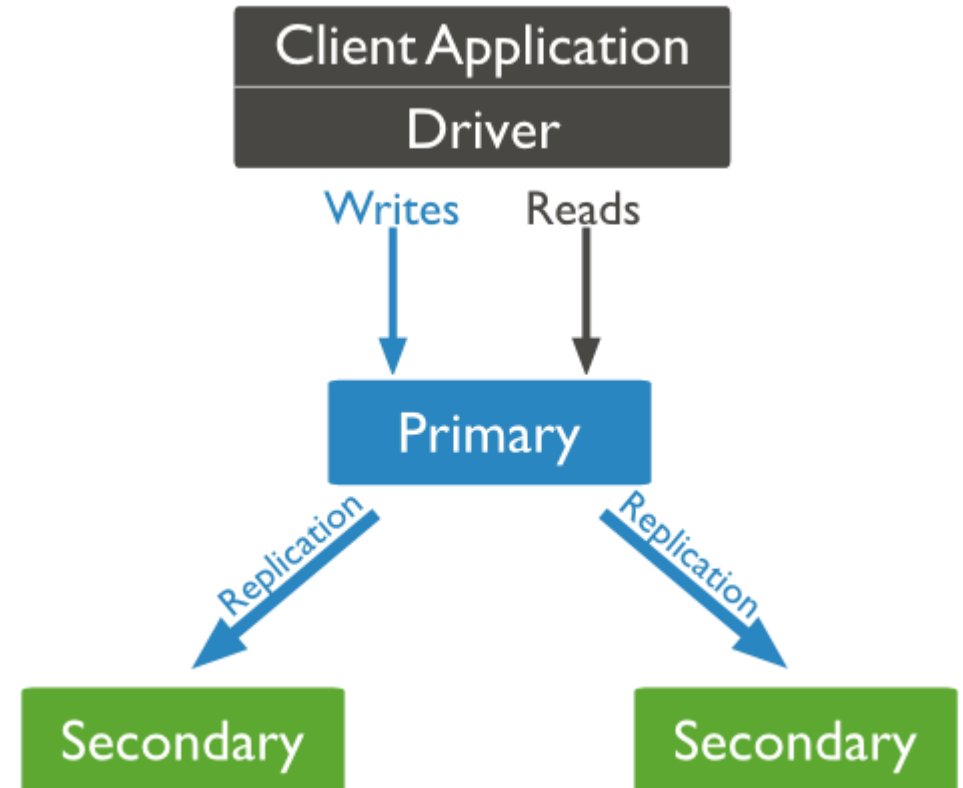 Client Application
Driver
Writes
Reads
Primary
Replication
Replication
Secondary
Secondary